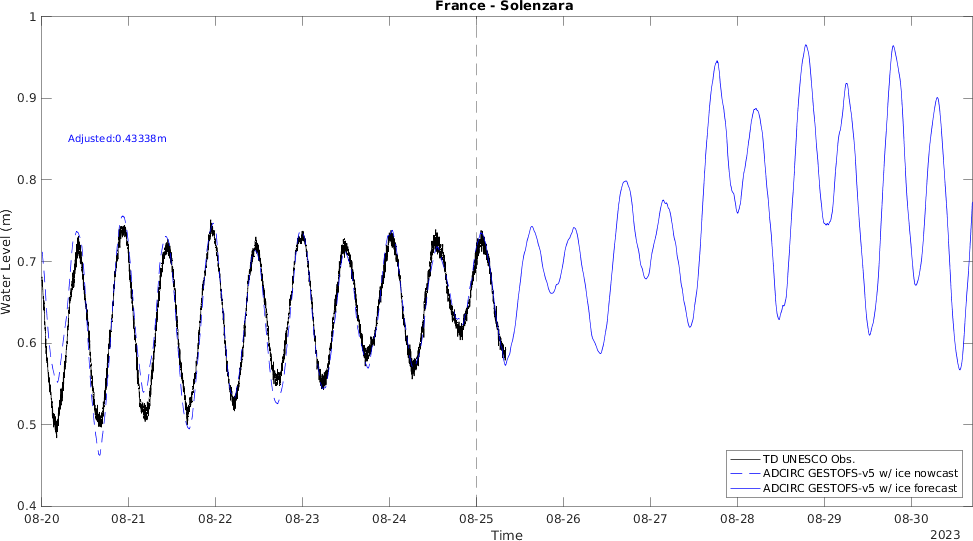 France - Solenzara
1
0.9
0.8
0.7
0.6
0.5
0.4
Water Level (m)
Adjusted:0.43338m
TD UNESCO Obs.
ADCIRC GESTOFS-v5 w/ ice nowcast
ADCIRC GESTOFS-v5 w/ ice forecast
08-20 08-21 08-22 08-23 08-24 08-25 08-26 08-27 08-28 08-29 08-30
Time
2023